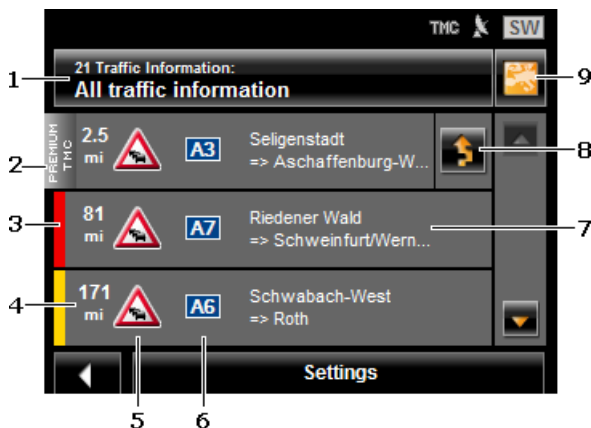 TMC SW
21 Traffic Information:
All traffic information
1
9
PREMIUM
TMC
2
2.5
mi
A3
Seligenstadt
=> Aschaffenburg-W...
8
3
81
mi
A7
Riedener Wald
=> Schweinfurt/Wern...
7
4
171
mi
A6
Schwabach-West
=> Roth
Settings
5
6